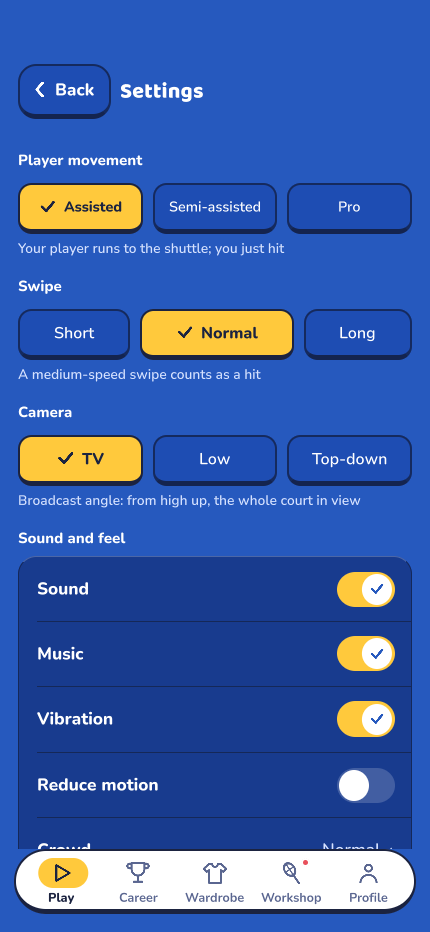 Back
Settings
Player movement
Assisted
Semi-assisted
Pro
Your player runs to the shuttle; you just hit
Swipe
Short
Normal
Long
A medium-speed swipe counts as a hit
Camera
TV
Low
Top-down
Broadcast angle: from high up, the whole court in view
Sound and feel
Sound
Music
Vibration
Reduce motion
Crowd
Normal
Play
Career
Wardrobe
Workshop
Profile